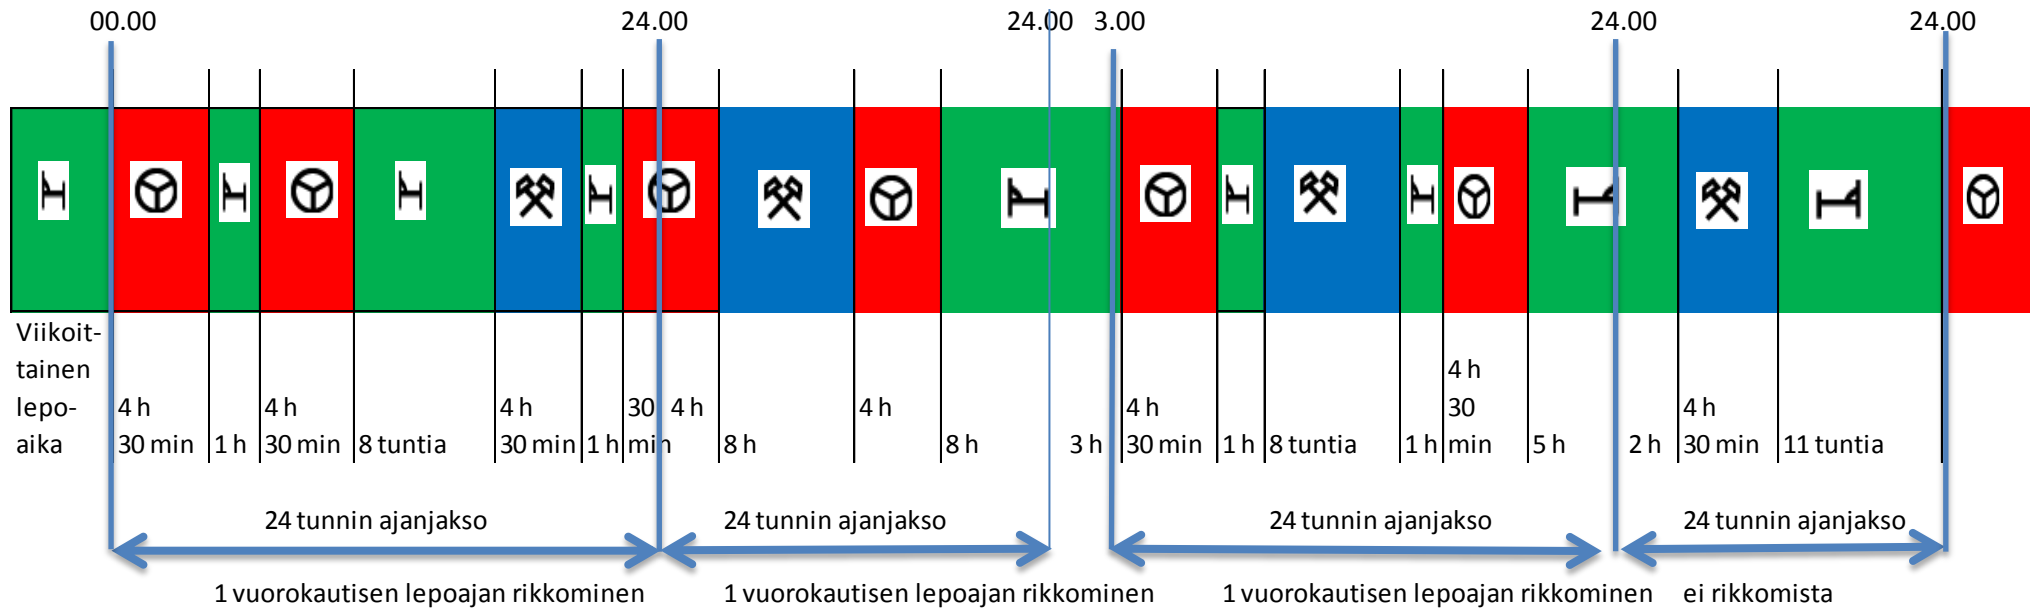 00.00 24.00 24.00 3.00 24.00 24.00
Viikoit-
tainen
lepo-
aika
4 h
30 min
1 h
4 h
30 min
8 tuntia
4 h
30 min
1 h
30
min
4 h
8 h
4 h
8 h
3 h
4 h
30 min
1 h
8 tuntia
1 h
4 h
30
min
5 h
2 h
4 h
30 min
11 tuntia
24 tunnin ajanjakso
24 tunnin ajanjakso
24 tunnin ajanjakso
24 tunnin ajanjakso
1 vuorokautisen lepoajan rikkominen
1 vuorokautisen lepoajan rikkominen
1 vuorokautisen lepoajan rikkominen
ei rikkomista